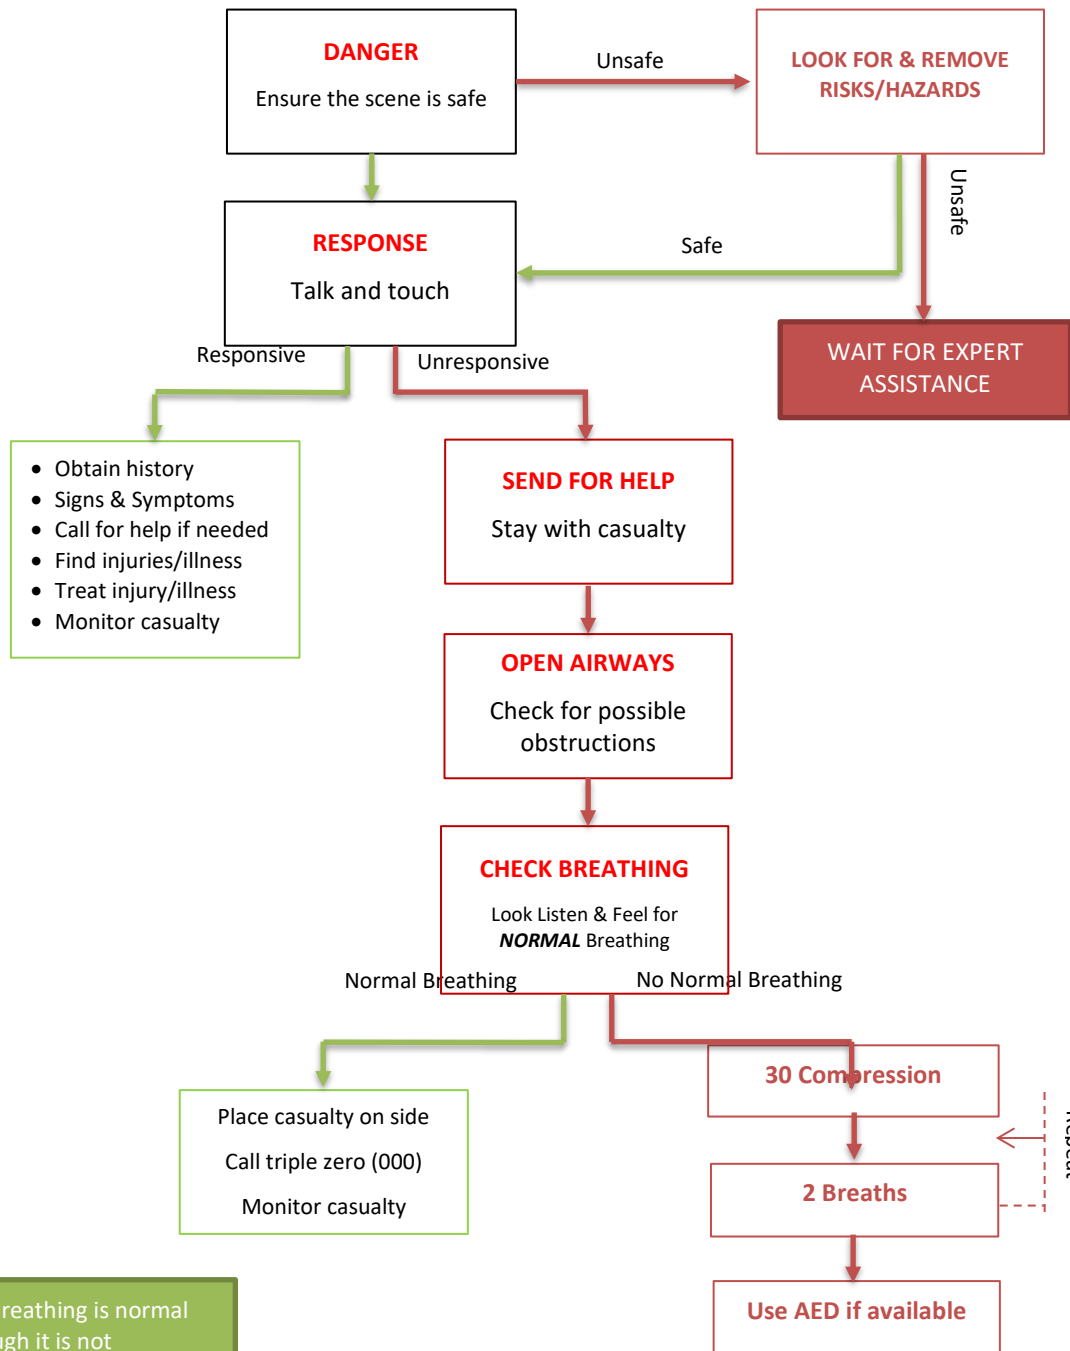 DANGER
Ensure the scene is safe
Unsafe
LOOK FOR & REMOVE
RISKS/HAZARDS
Unsafe
RESPONSE
Talk and touch
Safe
WAIT FOR EXPERT
ASSISTANCE
Responsive
Unresponsive
• Obtain history
• Signs & Symptoms
• Call for help if needed
• Find injuries/illness
• Treat injury/illness
• Monitor casualty
SEND FOR HELP
Stay with casualty
OPEN AIRWAYS
Check for possible
obstructions
CHECK BREATHING
Look Listen & Feel for
NORMAL Breathing
Normal Breathing
No Normal Breathing
Place casualty on side
Call triple zero (000)
Monitor casualty
30 Compression
Repeat
2 Breaths
Use AED if available
is normal
it is not